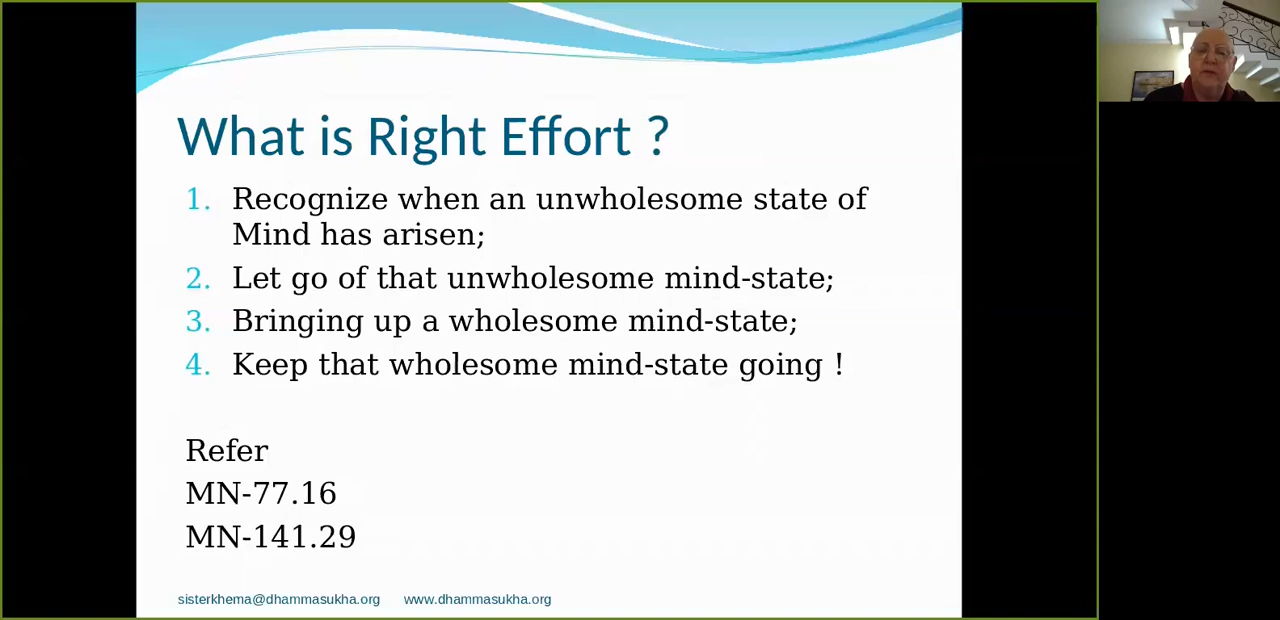 What is Right Effort ?
1. Recognize when an unwholesome state of
Mind has arisen;
2. Let go of that unwholesome mind-state;
3. Bringing up a wholesome mind-state;
4. Keep that wholesome mind-state going !
Refer
MN-77.16
MN-141.29
sisterkhema@dhammasukha.org www.dhammasukha.org